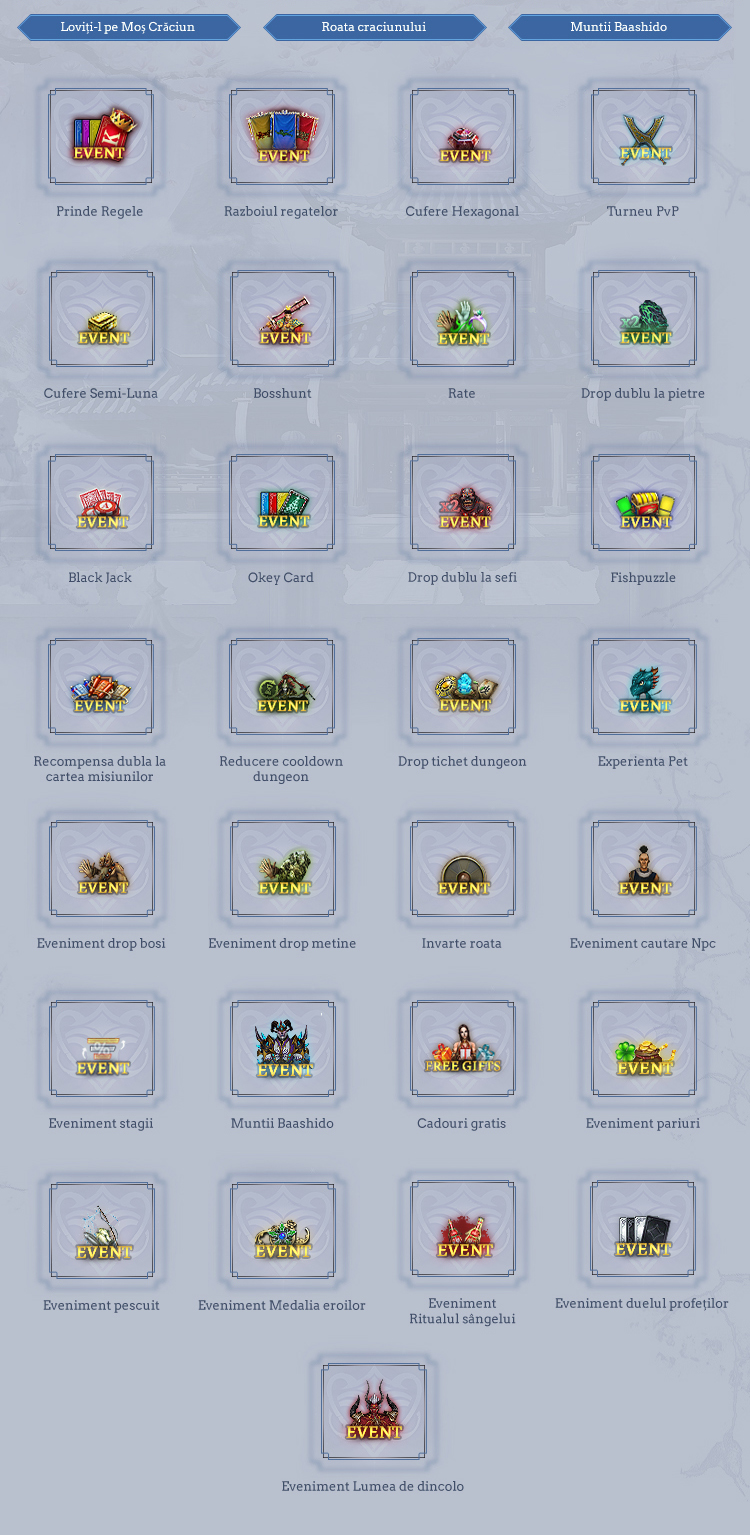 Loviți-l pe Moș Crăciun
Roata craciunului
Muntii Baashido
EVENT
EVENT
EVENT
EVENT
Prinde Regele
Razboiul regatelor
Cufere Hexagonal
Turneu PvP
EVENT
EVENT
EVENT
x2
EVENT
Cufere Semi-Luna
Bosshunt
Rate
Drop dublu la pietre
EVENT
EVENT
x2
EVENT
EVENT
Black Jack
Okey Card
Drop dublu la sefi
Fishpuzzle
EVENT
EVENT
EVENT
EVENT
Recompensa dubla la
cartea misiunilor
Reducere cooldown
dungeon
Drop tichet dungeon
Experienta Pet
EVENT
EVENT
EVENT
EVENT
Eveniment drop bosi
Eveniment drop metine
Invarte roata
Eveniment cautare Npc
EVENT
EVENT
FREE GIFTS
EVENT
Eveniment stagii
Muntii Baashido
Cadouri gratis
Eveniment pariuri
EVENT
EVENT
EVENT
EVENT
Eveniment pescuit
Eveniment Medalia eroilor
Eveniment
Ritualul sângelui
Eveniment duelul profeților
EVENT
Eveniment Lumea de dincolo